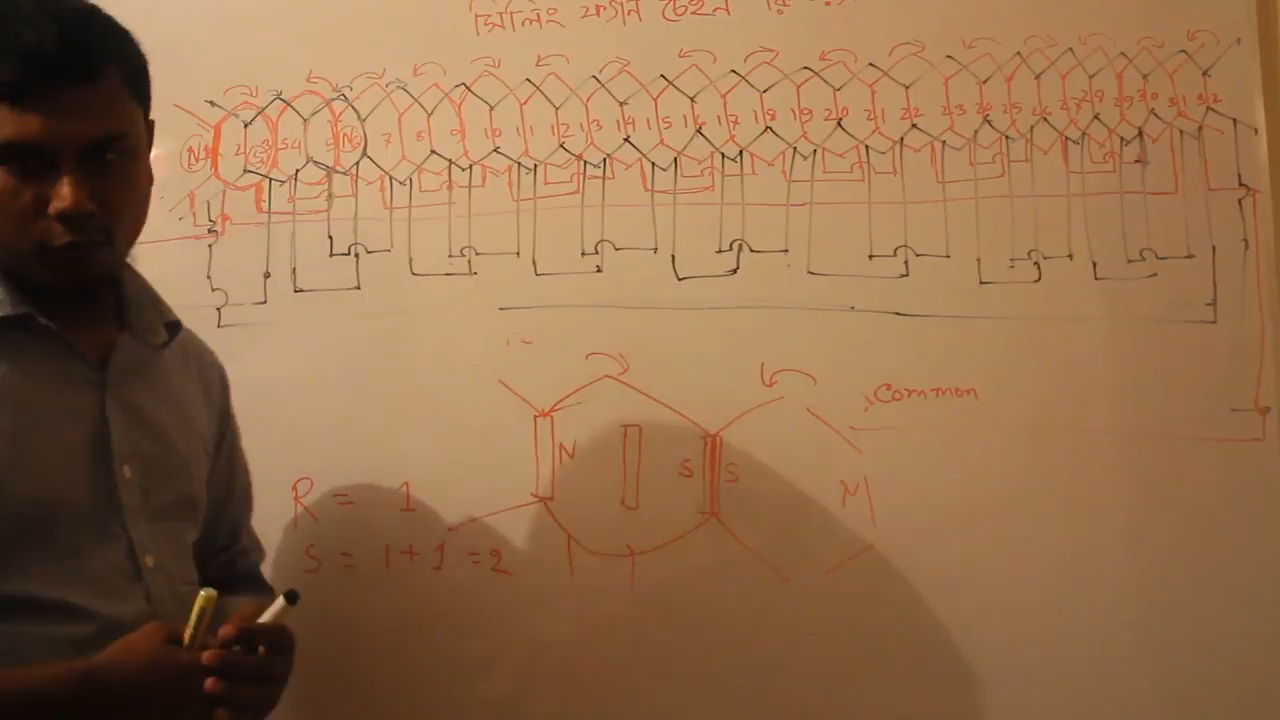 সিলিং ফ্যান চেইন
N 2 S 3 S 4 5 N 6 7 8 9 10 11 12 13 14 15 16 17 18 19 20 21 22 23 24 25 26 27 28 29 30 31 32
Common
N S S N
R = 1
S = 1 + 1 = 2